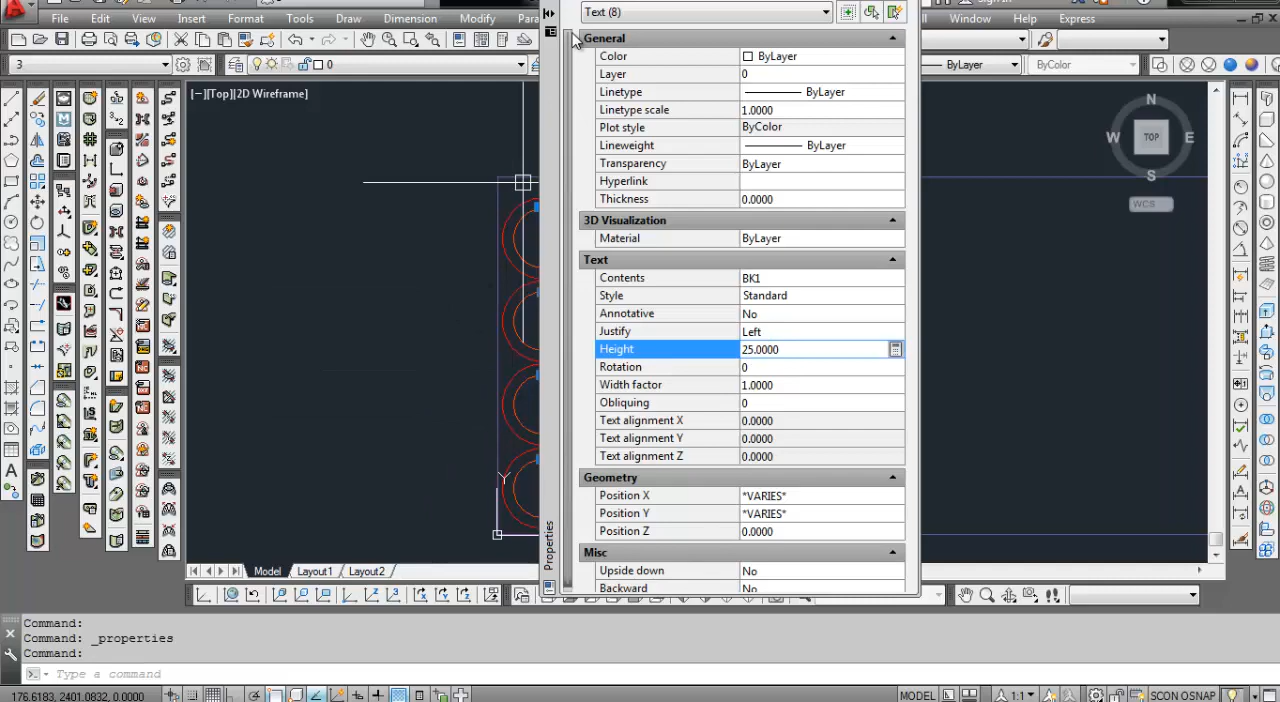 File
Edit
View
Insert
Format
Tools
Draw
Dimension
Modify
Window
Help
Express
Text (8)
3
0
ByLayer
ByColor
[−][Top][2D Wireframe]
N
W
TOP
E
S
WCS
General
Color ByLayer
Layer 0
Linetype ByLayer
Linetype scale 1.0000
Plot style ByColor
Lineweight ByLayer
Transparency ByLayer
Hyperlink
Thickness 0.0000
3D Visualization
Material ByLayer
Text
Contents BK1
Style Standard
Annotative No
Justify Left
Height 25.0000
Rotation 0
Width factor 1.0000
Obliquing 0
Text alignment X 0.0000
Text alignment Y 0.0000
Text alignment Z 0.0000
Geometry
Position X *VARIES*
Position Y *VARIES*
Position Z 0.0000
Misc
Upside down No
Backward No
Properties
Y
Model
Layout1
Layout2
Command:
Command: _properties
Command:
Type a command
176.6183, 2401.0832, 0.0000
MODEL
1:1
SCON OSNAP